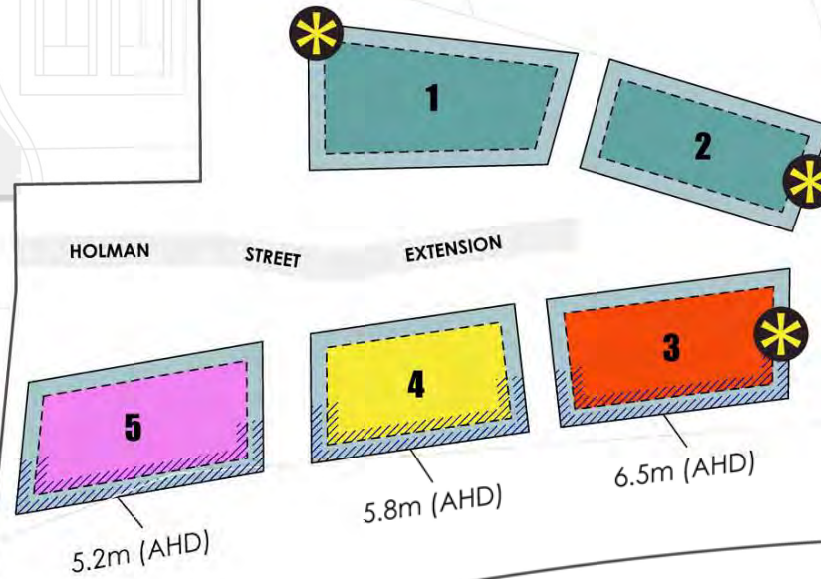 1
2
HOLMAN STREET EXTENSION
3
4
5
6.5m (AHD)
5.8m (AHD)
5.2m (AHD)